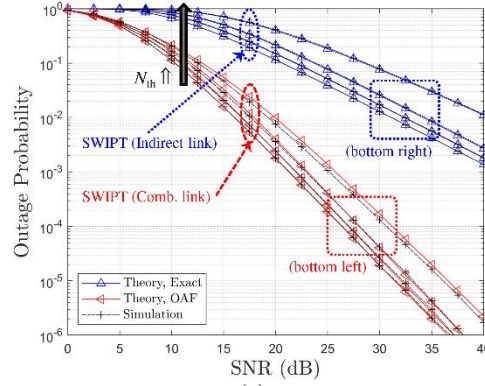 10^0
10^-1
10^-2
10^-3
10^-4
10^-5
10^-6
Outage Probability
N_th ⇑
SWIPT (Indirect link)
SWIPT (Comb. link)
(bottom right)
(bottom left)
Theory, Exact
Theory, OAF
Simulation
0 5 10 15 20 25 30 35 40
SNR (dB)